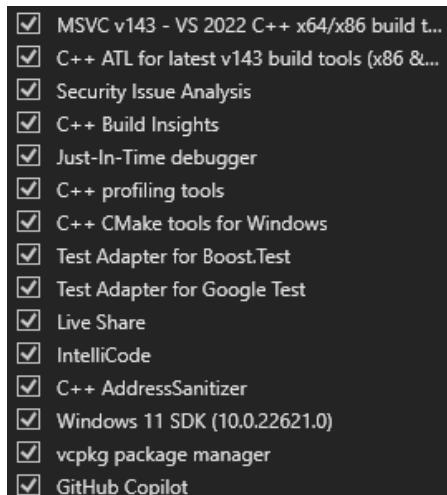 MSVC v143 - VS 2022 C++ x64/x86 build t...
C++ ATL for latest v143 build tools (x86 &...
Security Issue Analysis
C++ Build Insights
Just-In-Time debugger
C++ profiling tools
C++ CMake tools for Windows
Test Adapter for Boost.Test
Test Adapter for Google Test
Live Share
IntelliCode
C++ AddressSanitizer
Windows 11 SDK (10.0.22621.0)
vcpkg package manager
GitHub Copilot